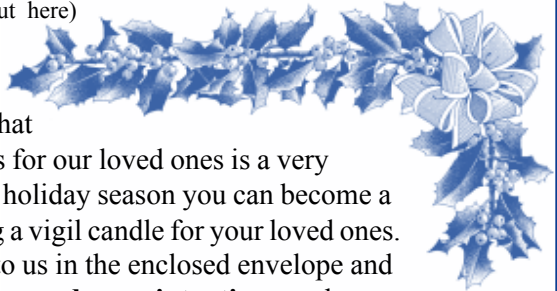 ut here)
hat
s for our loved ones is a very
holiday season you can become a
g a vigil candle for your loved ones.
to us in the enclosed envelope and